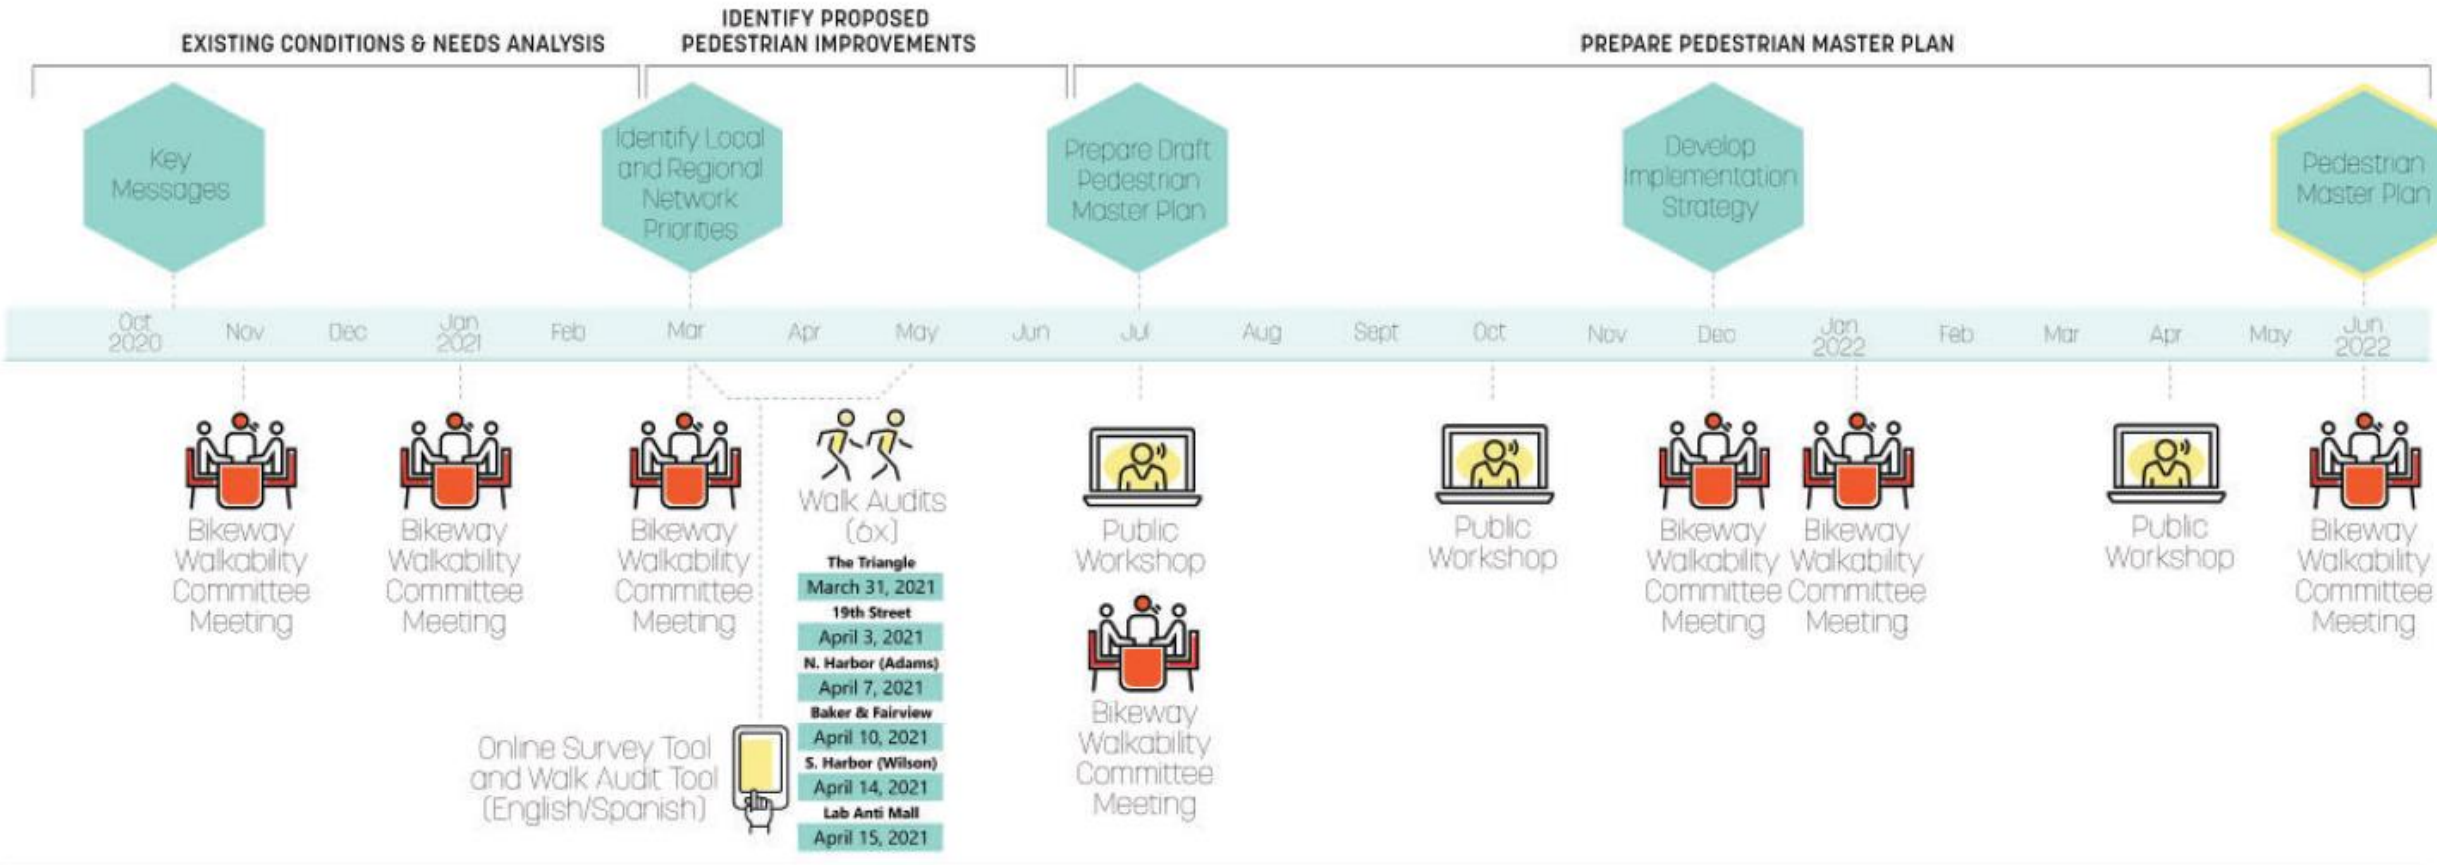 EXISTING CONDITIONS & NEEDS ANALYSIS
IDENTIFY PROPOSED
PEDESTRIAN IMPROVEMENTS
PREPARE PEDESTRIAN MASTER PLAN
Key
Messages
Identify Local
and Regional
Network
Priorities
Prepare Draft
Pedestrian
Master Plan
Develop
Implementation
Strategy
Pedestrian
Master Plan
Oct
2020
Nov
Dec
Jan
2021
Feb
Mar
Apr
May
Jun
Jul
Aug
Sept
Oct
Nov
Dec
Jan
2022
Feb
Mar
Apr
May
Jun
2022
Bikeway
Walkability
Committee
Meeting
Bikeway
Walkability
Committee
Meeting
Bikeway
Walkability
Committee
Meeting
Online Survey Tool
and Walk Audit Tool
(English/Spanish)
Walk Audits
(6x)
The Triangle
March 31, 2021
19th Street
April 3, 2021
N. Harbor (Adams)
April 7, 2021
Baker & Fairview
April 10, 2021
S. Harbor (Wilson)
April 14, 2021
Lab Anti Mall
April 15, 2021
Public
Workshop
Bikeway
Walkability
Committee
Meeting
Public
Workshop
Bikeway
Walkability
Committee
Meeting
Bikeway
Walkability
Committee
Meeting
Public
Workshop
Bikeway
Walkability
Committee
Meeting